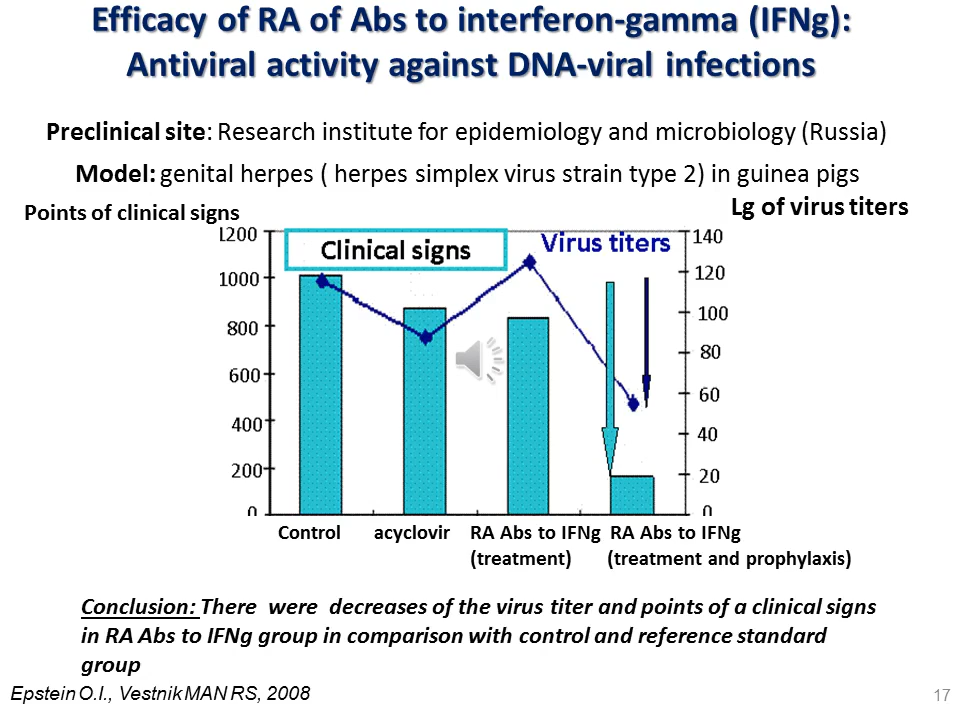 Efficacy of RA of Abs to interferon-gamma (IFNg):
Antiviral activity against DNA-viral infections
Preclinical site: Research institute for epidemiology and microbiology (Russia)
Model: genital herpes ( herpes simplex virus strain type 2) in guinea pigs
Points of clinical signs
Lg of virus titers
1200
1000
800
600
400
200
0
Clinical signs
Virus titers
140
120
100
80
60
40
20
0
Control acyclovir RA Abs to IFNg RA Abs to IFNg
(treatment) (treatment and prophylaxis)
Conclusion: There were decreases of the virus titer and points of a clinical signs
in RA Abs to IFNg group in comparison with control and reference standard
group
Epstein O.I., Vestnik MAN RS, 2008
17